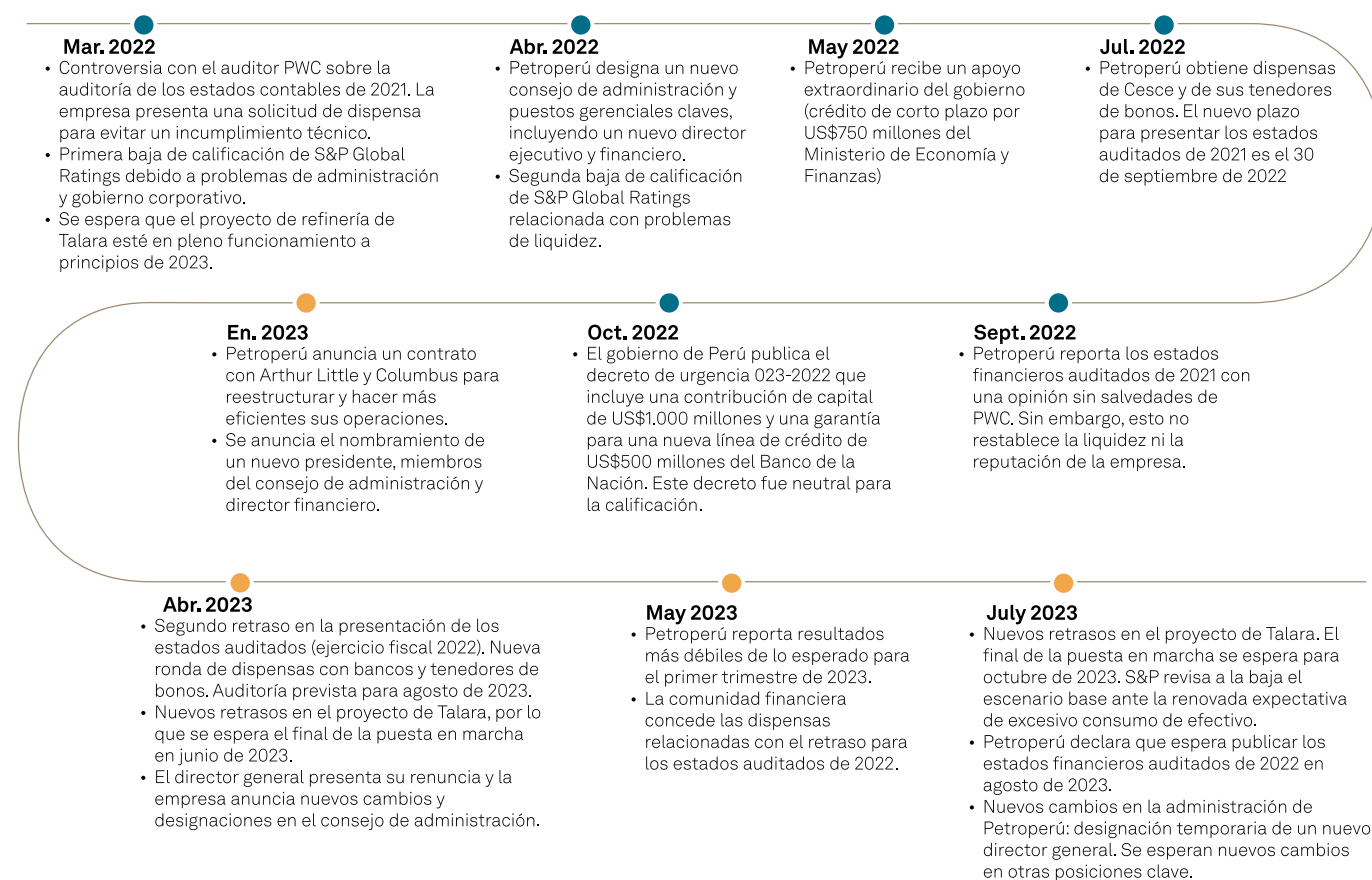 Mar. 2022
• Controversia con el auditor PWC sobre la
auditoría de los estados contables de 2021. La
empresa presenta una solicitud de dispensa
para evitar un incumplimiento técnico.
• Primera baja de calificación de S&P Global
Ratings debido a problemas de administración
y gobierno corporativo.
• Se espera que el proyecto de refinería de
Talara esté en pleno funcionamiento a
principios de 2023.
Abr. 2022
• Petroperú designa un nuevo
consejo de administración y
puestos gerenciales claves,
incluyendo un nuevo director
ejecutivo y financiero.
• Segunda baja de calificación
de S&P Global Ratings
relacionada con problemas
de liquidez.
May 2022
• Petroperú recibe un apoyo
extraordinario del gobierno
(crédito de corto plazo por
US$750 millones del
Ministerio de Economía y
Finanzas)
Jul. 2022
• Petroperú obtiene dispensas
de Cesce y de sus tenedores
de bonos. El nuevo plazo
para presentar los estados
auditados de 2021 es el 30
de septiembre de 2022
En. 2023
• Petroperú anuncia un contrato
con Arthur Little y Columbus para
reestructurar y hacer más
eficientes sus operaciones.
• Se anuncia el nombramiento de
un nuevo presidente, miembros
del consejo de administración y
director financiero.
Oct. 2022
• El gobierno de Perú publica el
decreto de urgencia 023-2022 que
incluye una contribución de capital
de US$1.000 millones y una garantía
para una nueva línea de crédito de
US$500 millones del Banco de la
Nación. Este decreto fue neutral para
la calificación.
Sept. 2022
• Petroperú reporta los estados
financieros auditados de 2021 con
una opinión sin salvedades de
PWC. Sin embargo, esto no
restablece la liquidez ni la
reputación de la empresa.
Abr. 2023
• Segundo retraso en la presentación de los
estados auditados (ejercicio fiscal 2022). Nueva
ronda de dispensas con bancos y tenedores de
bonos. Auditoría prevista para agosto de 2023.
• Nuevos retrasos en el proyecto de Talara, por lo
que se espera el final de la puesta en marcha
en junio de 2023.
• El director general presenta su renuncia y la
empresa anuncia nuevos cambios y
designaciones en el consejo de administración.
May 2023
• Petroperú reporta resultados
más débiles de lo esperado para
el primer trimestre de 2023.
• La comunidad financiera
concede las dispensas
relacionadas con el retraso para
los estados auditados de 2022.
July 2023
• Nuevos retrasos en el proyecto de Talara. El
final de la puesta en marcha se espera para
octubre de 2023. S&P revisa a la baja el
escenario base ante la renovada expectativa
de excesivo consumo de efectivo.
• Petroperú declara que espera publicar los
estados financieros auditados de 2022 en
agosto de 2023.
• Nuevos cambios en la administración de
Petroperú: designación temporaria de un nuevo
director general. Se esperan nuevos cambios
en otras posiciones clave.